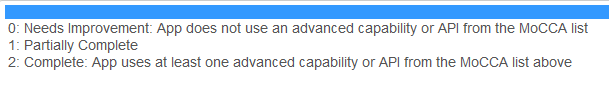 0: Needs Improvement: App does not use an advanced capability or API from the MoCCA list
1: Partially Complete
2: Complete: App uses at least one advanced capability or API from the MoCCA list above